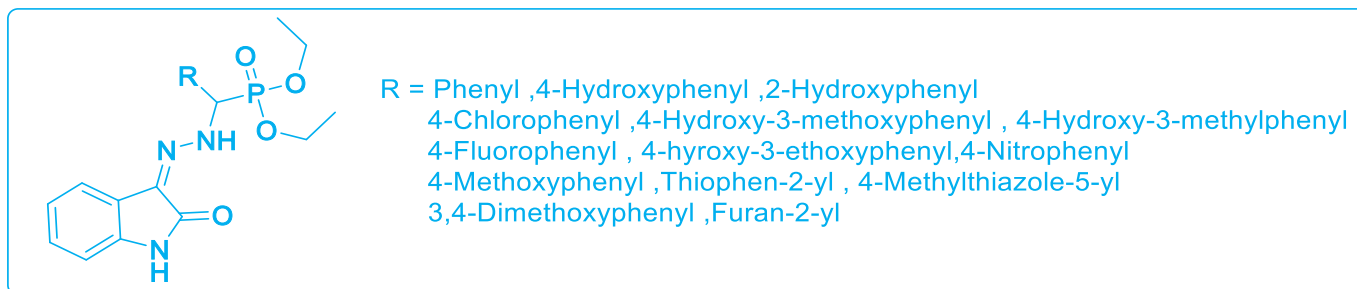 O
R
P
O
O
NH
N
O
N
H
R = Phenyl ,4-Hydroxyphenyl ,2-Hydroxyphenyl
4-Chlorophenyl ,4-Hydroxy-3-methoxyphenyl , 4-Hydroxy-3-methylphenyl
4-Fluorophenyl , 4-hyroxy-3-ethoxyphenyl,4-Nitrophenyl
4-Methoxyphenyl ,Thiophen-2-yl , 4-Methylthiazole-5-yl
3,4-Dimethoxyphenyl ,Furan-2-yl